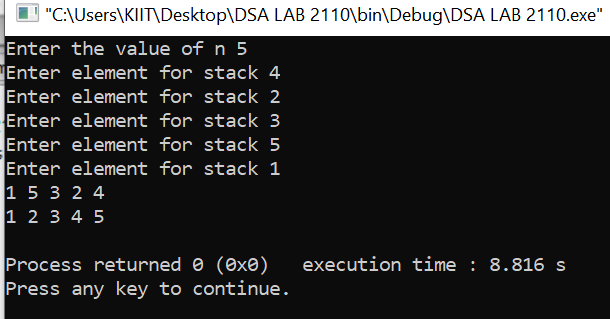 "C:\Users\KIIT\Desktop\DSA LAB 2110\bin\Debug\DSA LAB 2110.exe"
Enter the value of n 5
Enter element for stack 4
Enter element for stack 2
Enter element for stack 3
Enter element for stack 5
Enter element for stack 1
1 5 3 2 4
1 2 3 4 5
Process returned 0 (0x0)   execution time : 8.816 s
Press any key to continue.